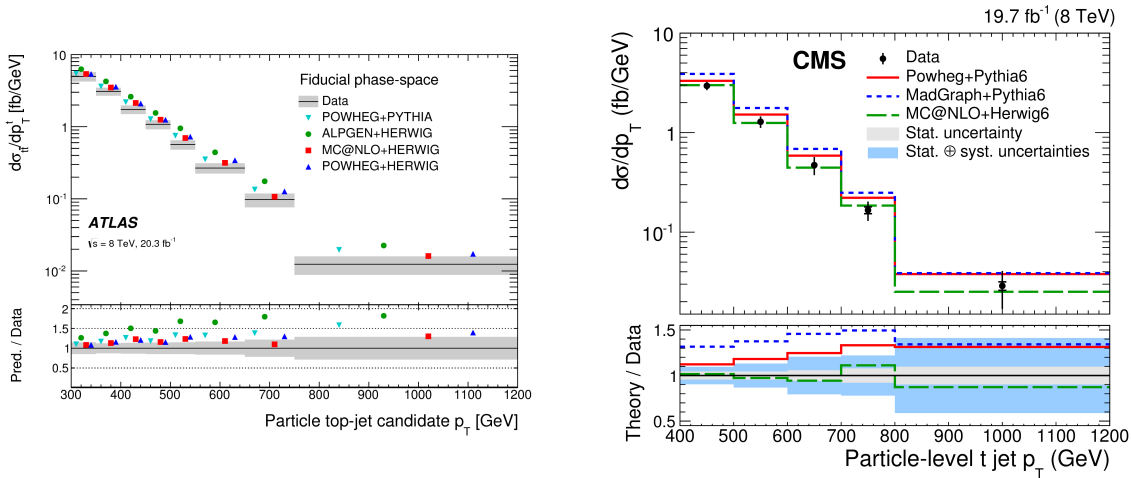 dσ_tt̄/dp_T^t [fb/GeV]
10
1
10⁻¹
10⁻²
Fiducial phase-space
Data
POWHEG+PYTHIA
ALPGEN+HERWIG
MC@NLO+HERWIG
POWHEG+HERWIG
ATLAS
√s = 8 TeV, 20.3 fb⁻¹
Pred. / Data
2
1.5
1
0.5
300 400 500 600 700 800 900 1000 1100 1200
Particle top-jet candidate p_T [GeV]
19.7 fb⁻¹ (8 TeV)
dσ/dp_T (fb/GeV)
10
1
10⁻¹
CMS
Data
Powheg+Pythia6
MadGraph+Pythia6
MC@NLO+Herwig6
Stat. uncertainty
Stat. ⊕ syst. uncertainties
Theory / Data
1.5
1
0.5
400 500 600 700 800 900 1000 1100 1200
Particle-level t jet p_T (GeV)